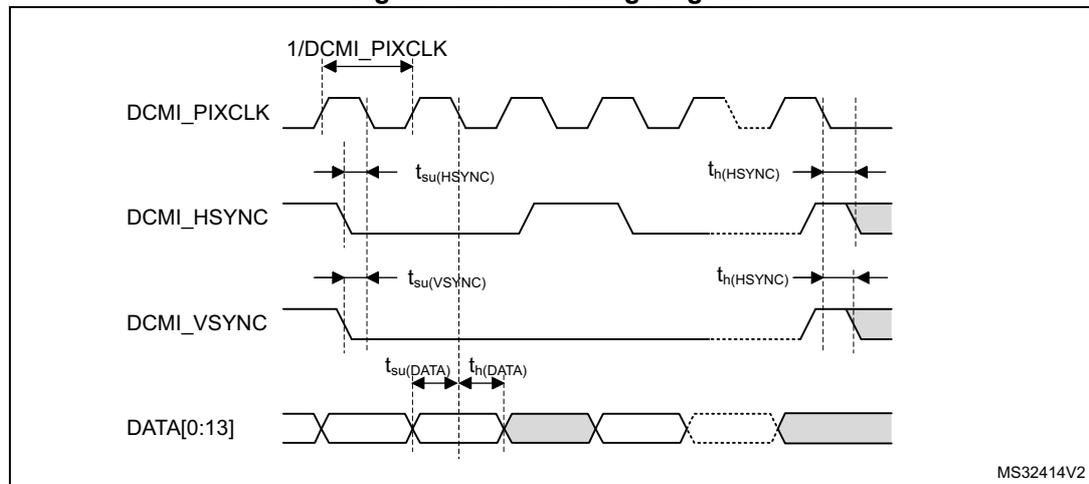 1/DCMI_PIXCLK
DCMI_PIXCLK
tsu(HSYNC) th(HSYNC)
DCMI_HSYNC
tsu(VSYNC) th(HSYNC)
DCMI_VSYNC
tsu(DATA) th(DATA)
DATA[0:13]
MS32414V2